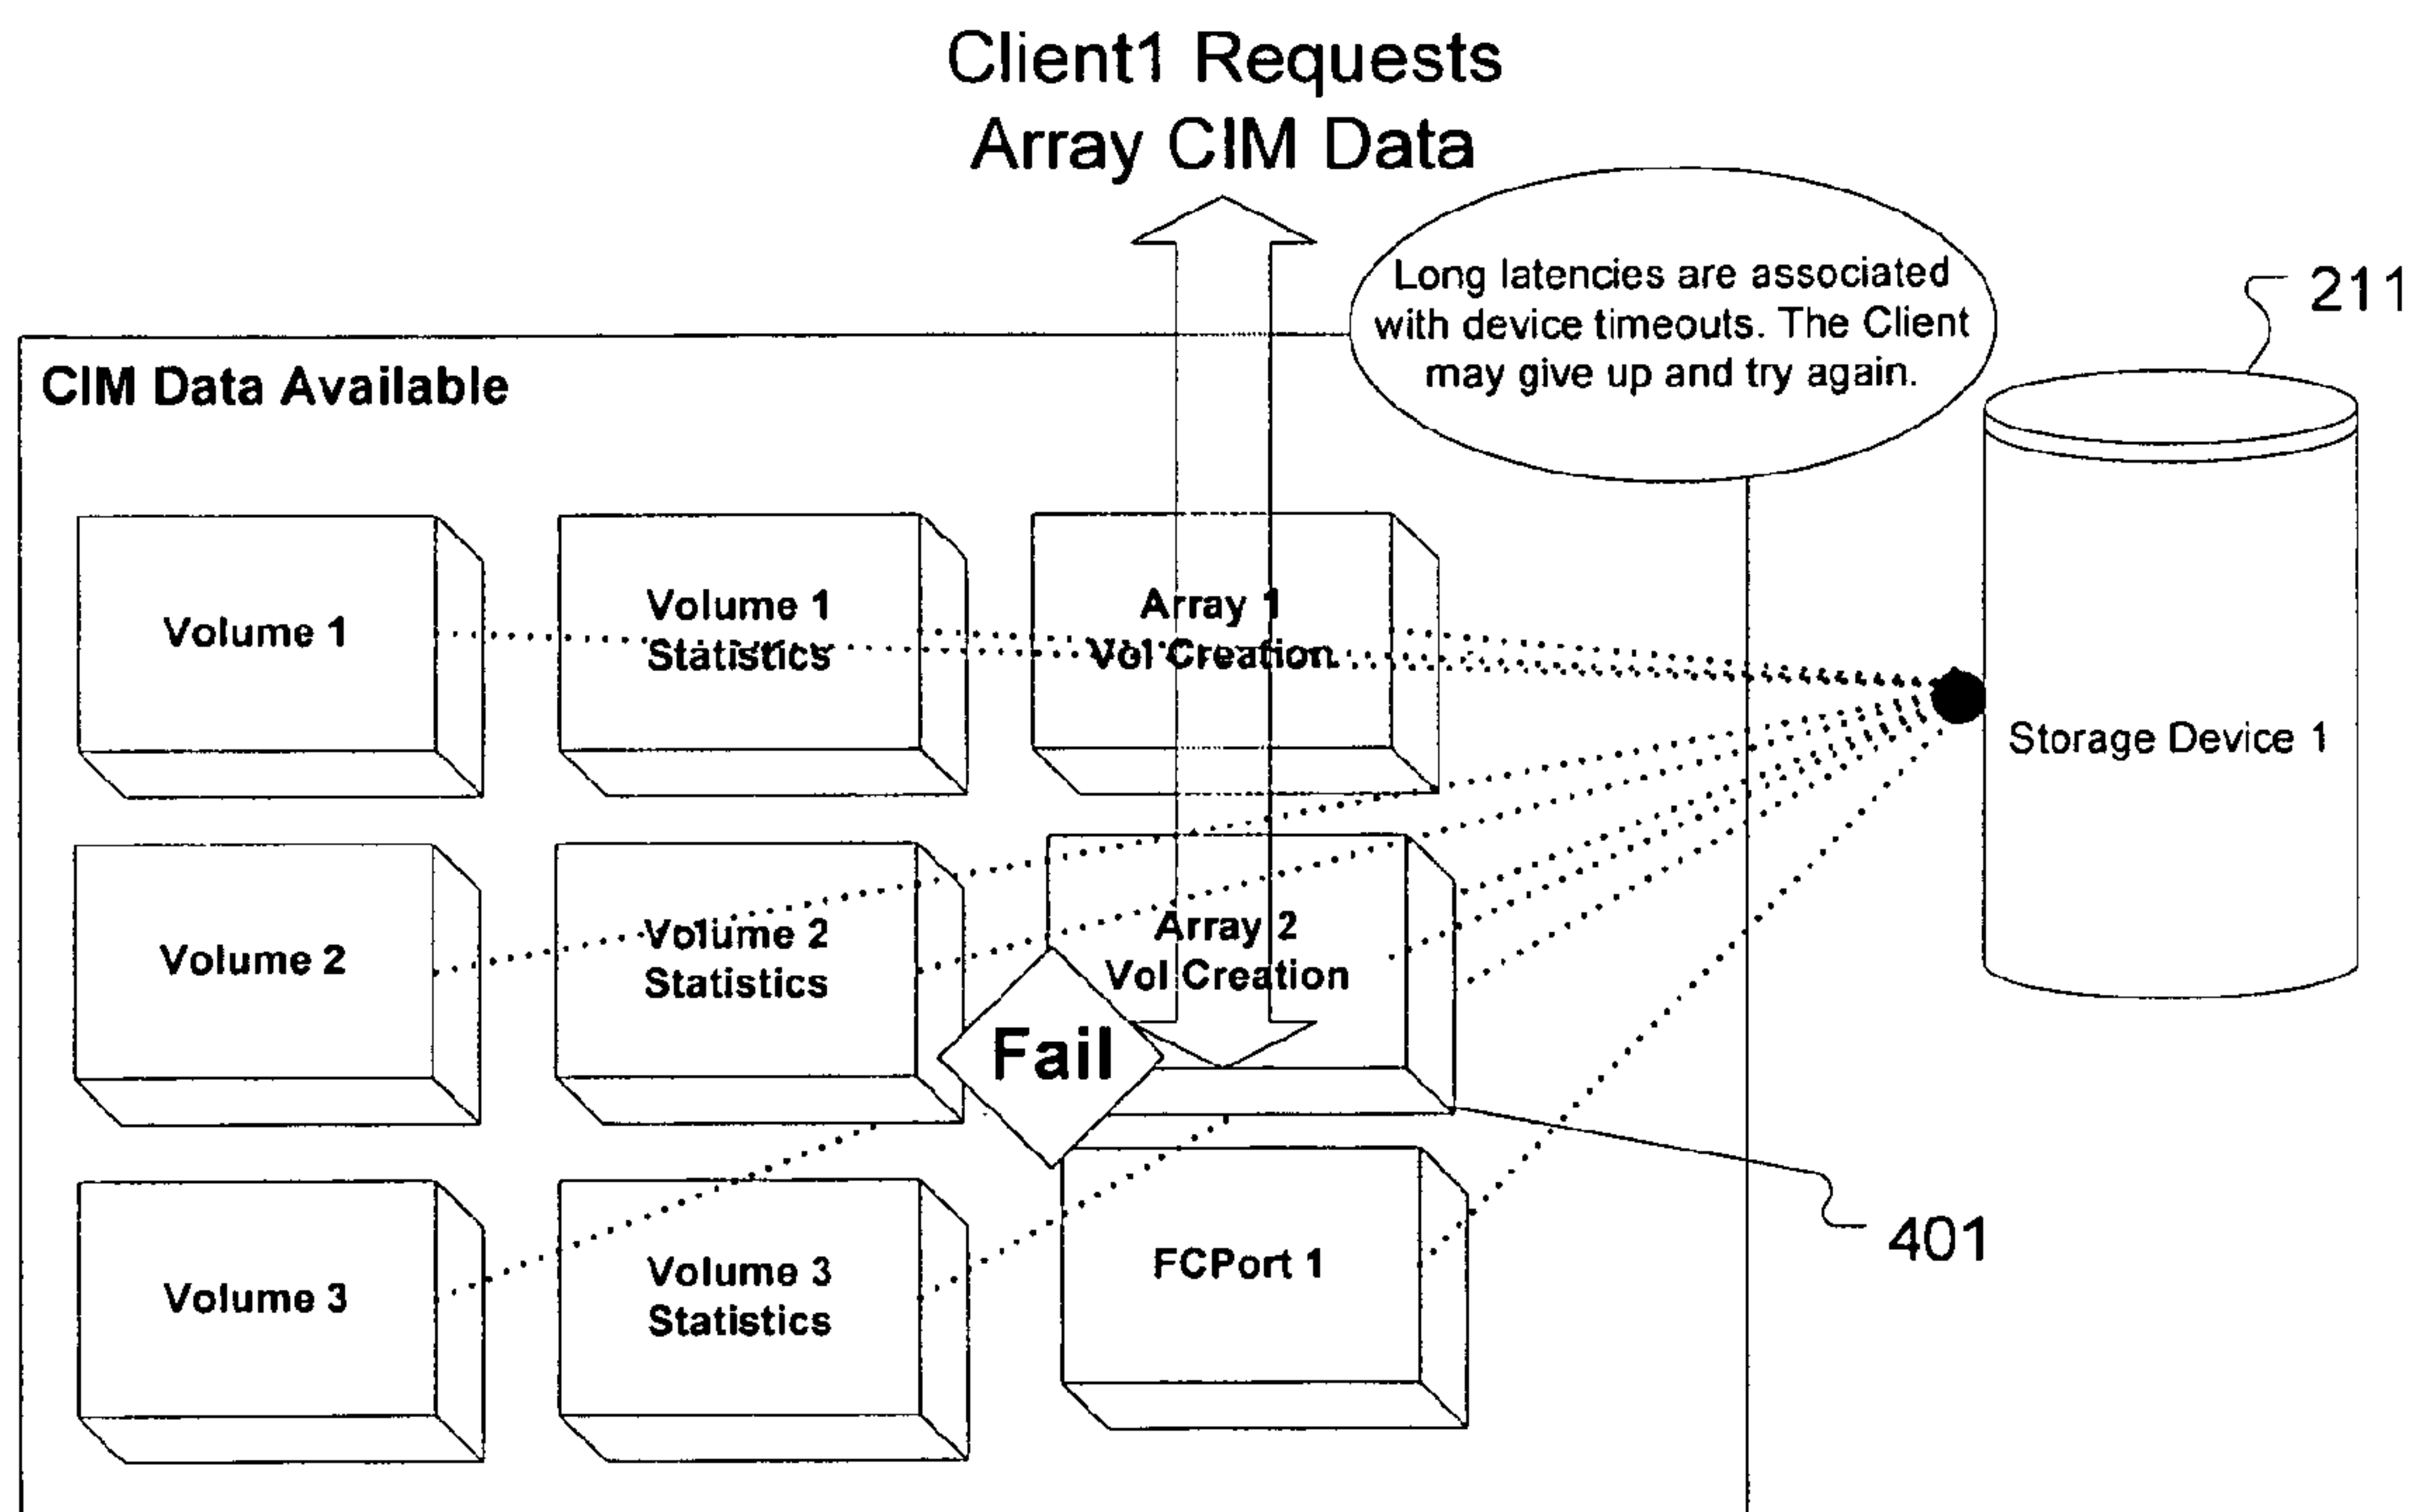 Client1 Requests
Array CIM Data
Long latencies are associated
with device timeouts. The Client
may give up and try again.
211
CIM Data Available
Volume 1
Volume 1
Statistics
Array 1
Vol Creation
Storage Device 1
Volume 2
Volume 2
Statistics
Array 2
Vol Creation
Fail
401
Volume 3
Volume 3
Statistics
FCPort 1